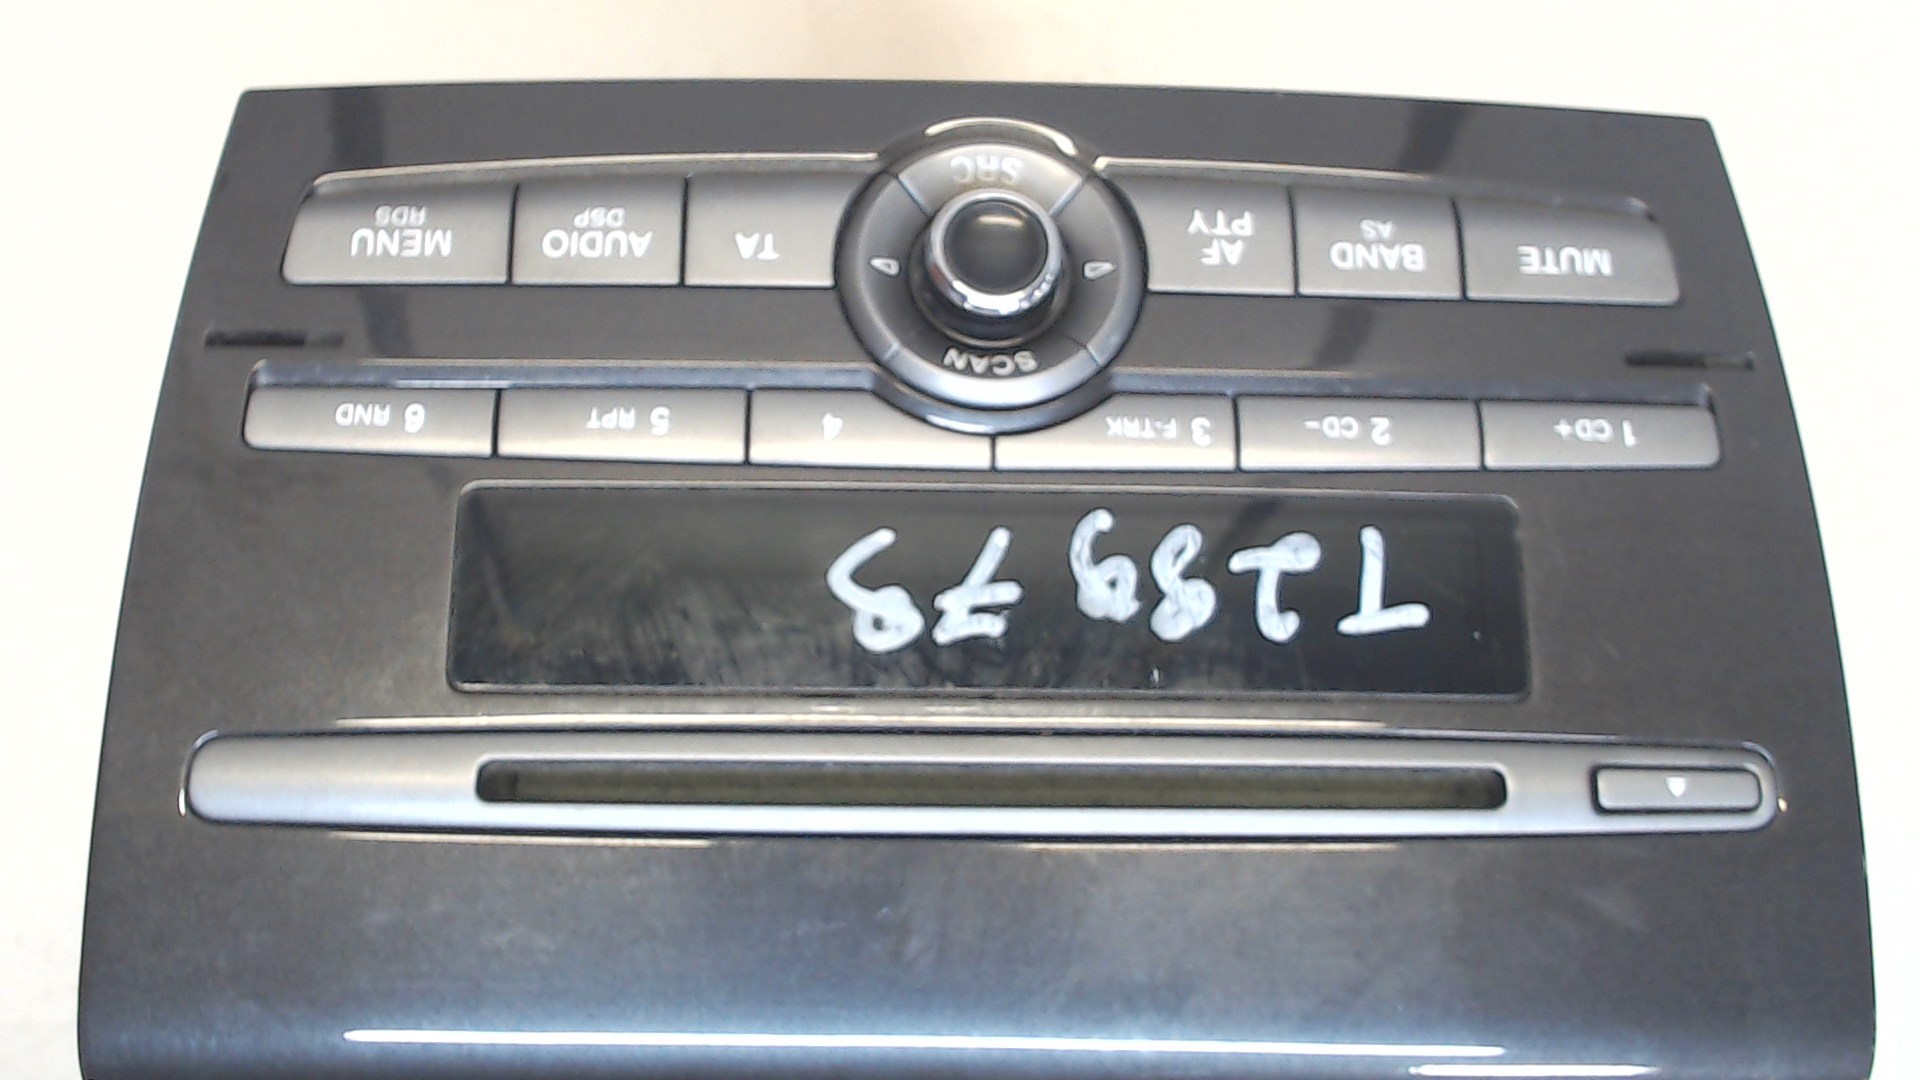 T28979
1 CD+ 2 CD- 3 F-TRK 4 5 RPT 6 RND
SCAN
MUTE BAND AF TA AUDIO MENU
AS PTY DSP RDS
SRC